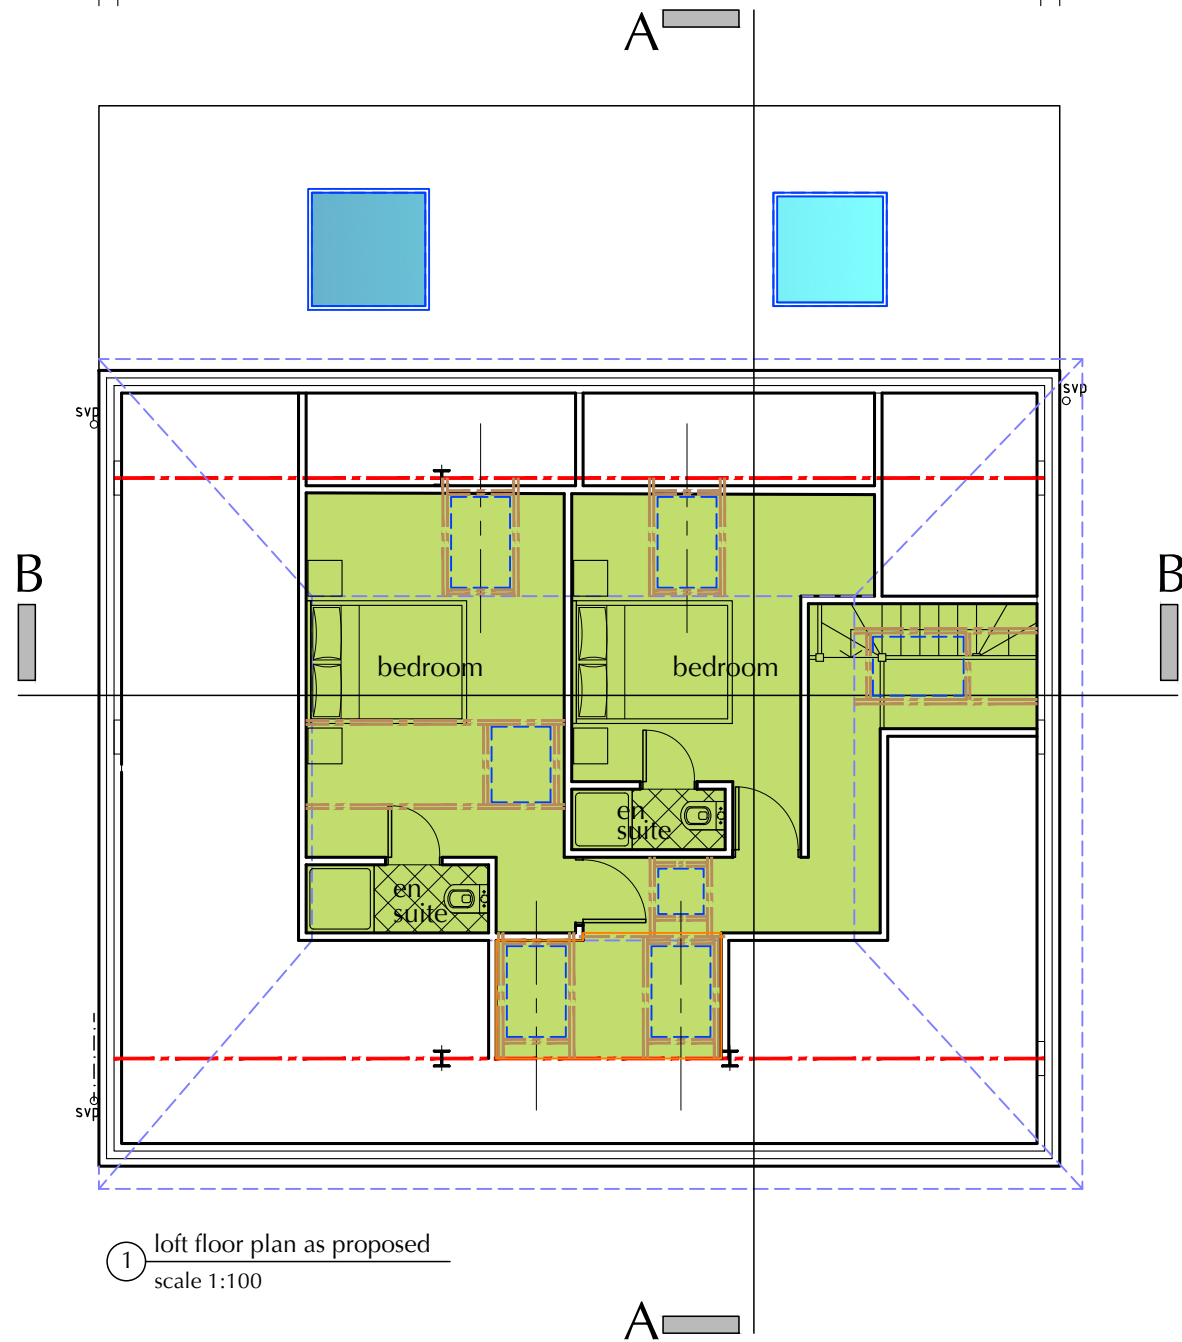 A
svp
svp
B
B
bedroom
bedroom
en
suite
en
suite
svp
1
loft floor plan as proposed
scale 1:100
A